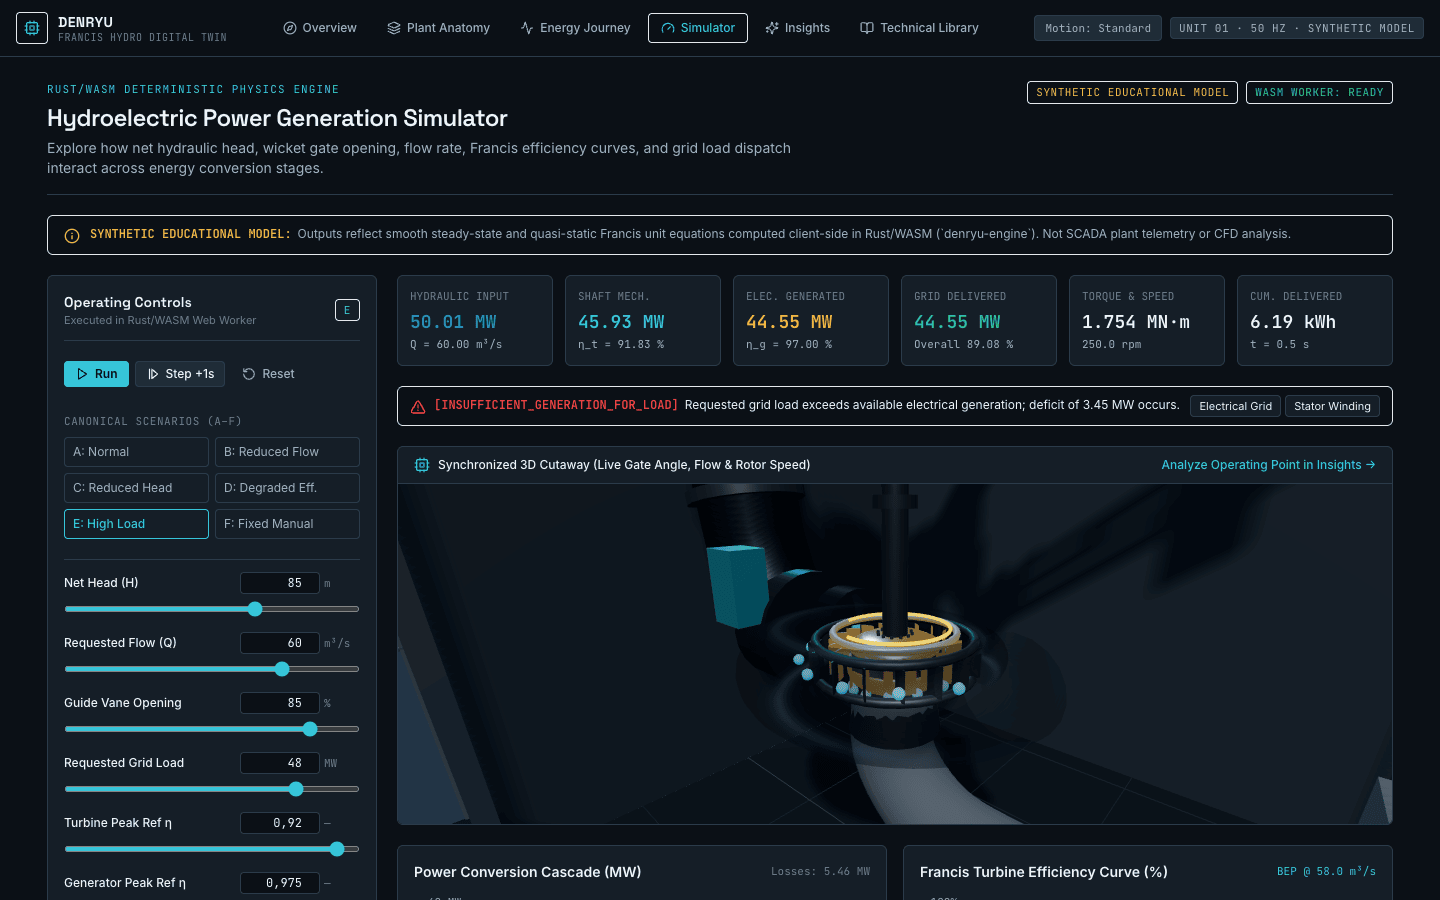 DENRYU
FRANCIS HYDRO DIGITAL TWIN
Overview
Plant Anatomy
Energy Journey
Simulator
Insights
Technical Library
Motion: Standard
UNIT 01 · 50 HZ · SYNTHETIC MODEL
RUST/WASM DETERMINISTIC PHYSICS ENGINE
SYNTHETIC EDUCATIONAL MODEL
WASM WORKER: READY
Hydroelectric Power Generation Simulator
Explore how net hydraulic head, wicket gate opening, flow rate, Francis efficiency curves, and grid load dispatch
interact across energy conversion stages.
SYNTHETIC EDUCATIONAL MODEL: Outputs reflect smooth steady-state and quasi-static Francis unit equations computed client-side in Rust/WASM (`denryu-engine`). Not SCADA plant telemetry or CFD analysis.
Operating Controls
Executed in Rust/WASM Web Worker
E
Run
Step +1s
Reset
CANONICAL SCENARIOS (A–F)
A: Normal
B: Reduced Flow
C: Reduced Head
D: Degraded Eff.
E: High Load
F: Fixed Manual
Net Head (H)
85
m
Requested Flow (Q)
60
m³/s
Guide Vane Opening
85
%
Requested Grid Load
48
MW
Turbine Peak Ref η
0,92
—
Generator Peak Ref η
0,975
—
HYDRAULIC INPUT
50.01 MW
Q = 60.00 m³/s
SHAFT MECH.
45.93 MW
η_t = 91.83 %
ELEC. GENERATED
44.55 MW
η_g = 97.00 %
GRID DELIVERED
44.55 MW
Overall 89.08 %
TORQUE & SPEED
1.754 MN·m
250.0 rpm
CUM. DELIVERED
6.19 kWh
t = 0.5 s
[INSUFFICIENT_GENERATION_FOR_LOAD] Requested grid load exceeds available electrical generation; deficit of 3.45 MW occurs.
Electrical Grid
Stator Winding
Synchronized 3D Cutaway (Live Gate Angle, Flow & Rotor Speed)
Analyze Operating Point in Insights →
Power Conversion Cascade (MW)
Losses: 5.46 MW
Francis Turbine Efficiency Curve (%)
BEP @ 58.0 m³/s